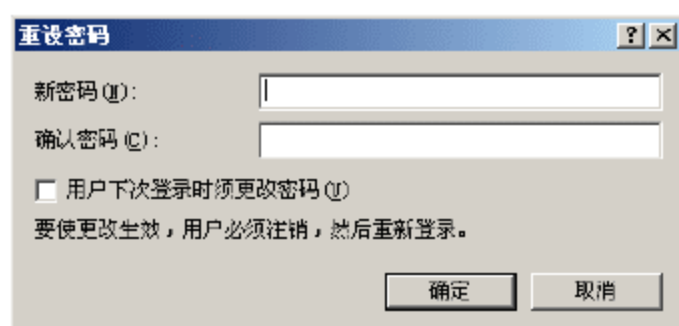 重设密码
新密码(N):
确认密码(C):
用户下次登录时须更改密码(U)
要使更改生效，用户必须注销，然后重新登录。
确定 取消